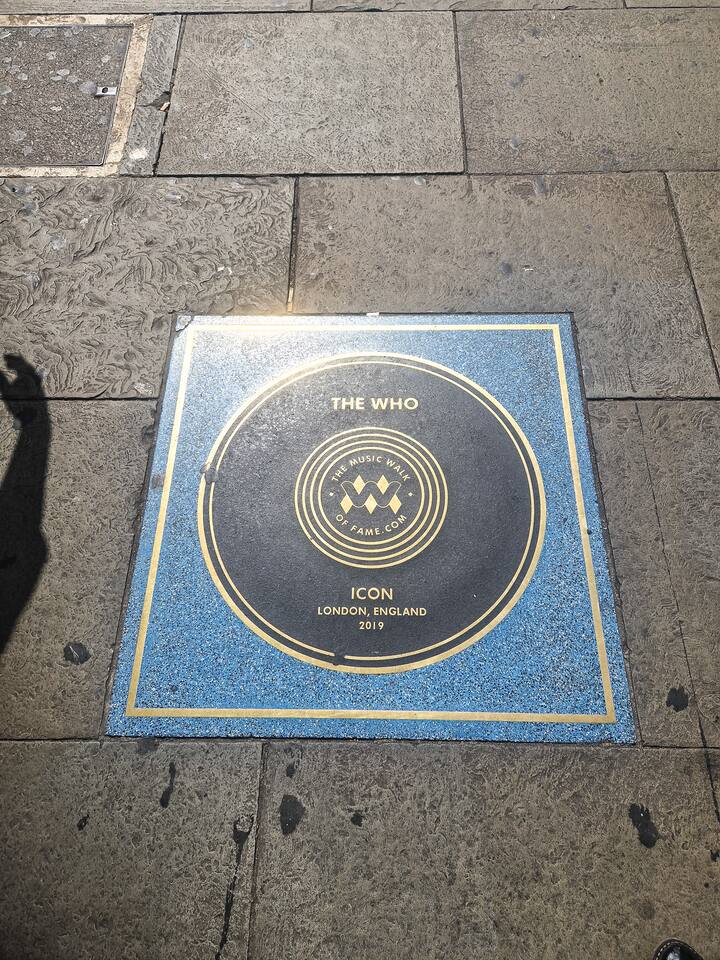 THE WHO
THE MUSIC WALK
OF FAME.COM
ICON
LONDON, ENGLAND
2019